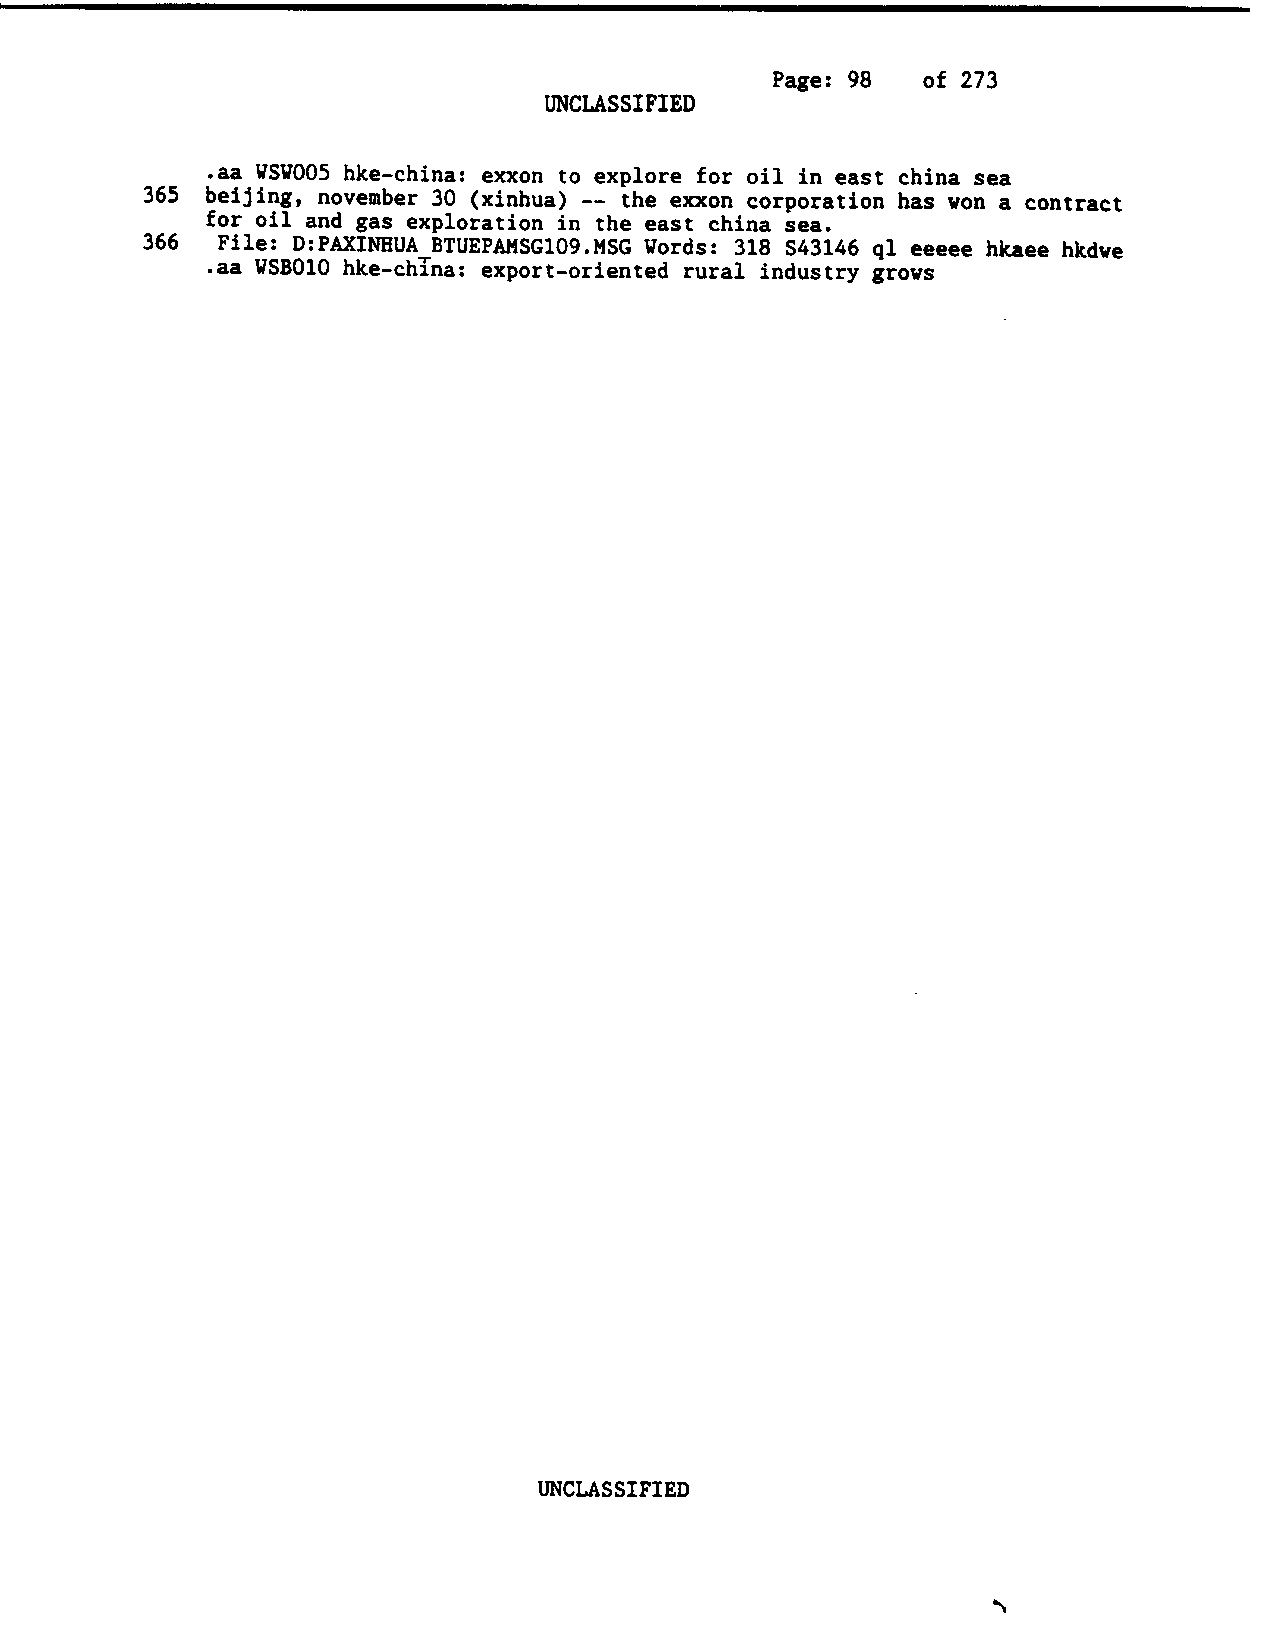 Page: 98 of 273
UNCLASSIFIED
.aa WSW005 hke-china: exxon to explore for oil in east china sea
365 beijing, november 30 (xinhua) -- the exxon corporation has won a contract
for oil and gas exploration in the east china sea.
366 File: D:PAXINHUA_BTUEPAMSG109.MSG Words: 318 S43146 ql eeeee hkaee hkdwe
.aa WSB010 hke-china: export-oriented rural industry grows
UNCLASSIFIED